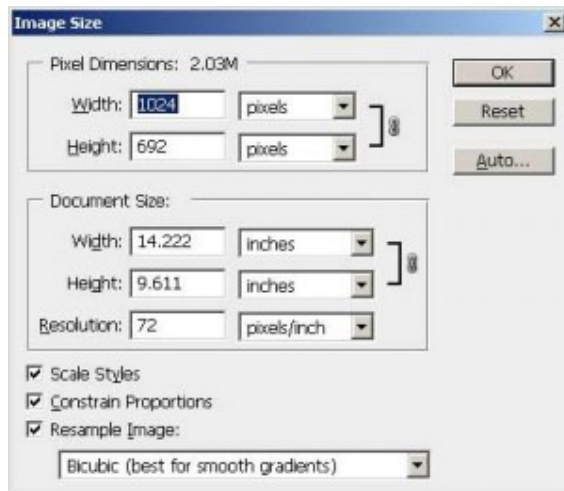 Image Size
Pixel Dimensions: 2.03M
Width: 1024 pixels
Height: 692 pixels
OK
Reset
Auto...
Document Size:
Width: 14.222 inches
Height: 9.611 inches
Resolution: 72 pixels/inch
Scale Styles
Constrain Proportions
Resample Image:
Bicubic (best for smooth gradients)